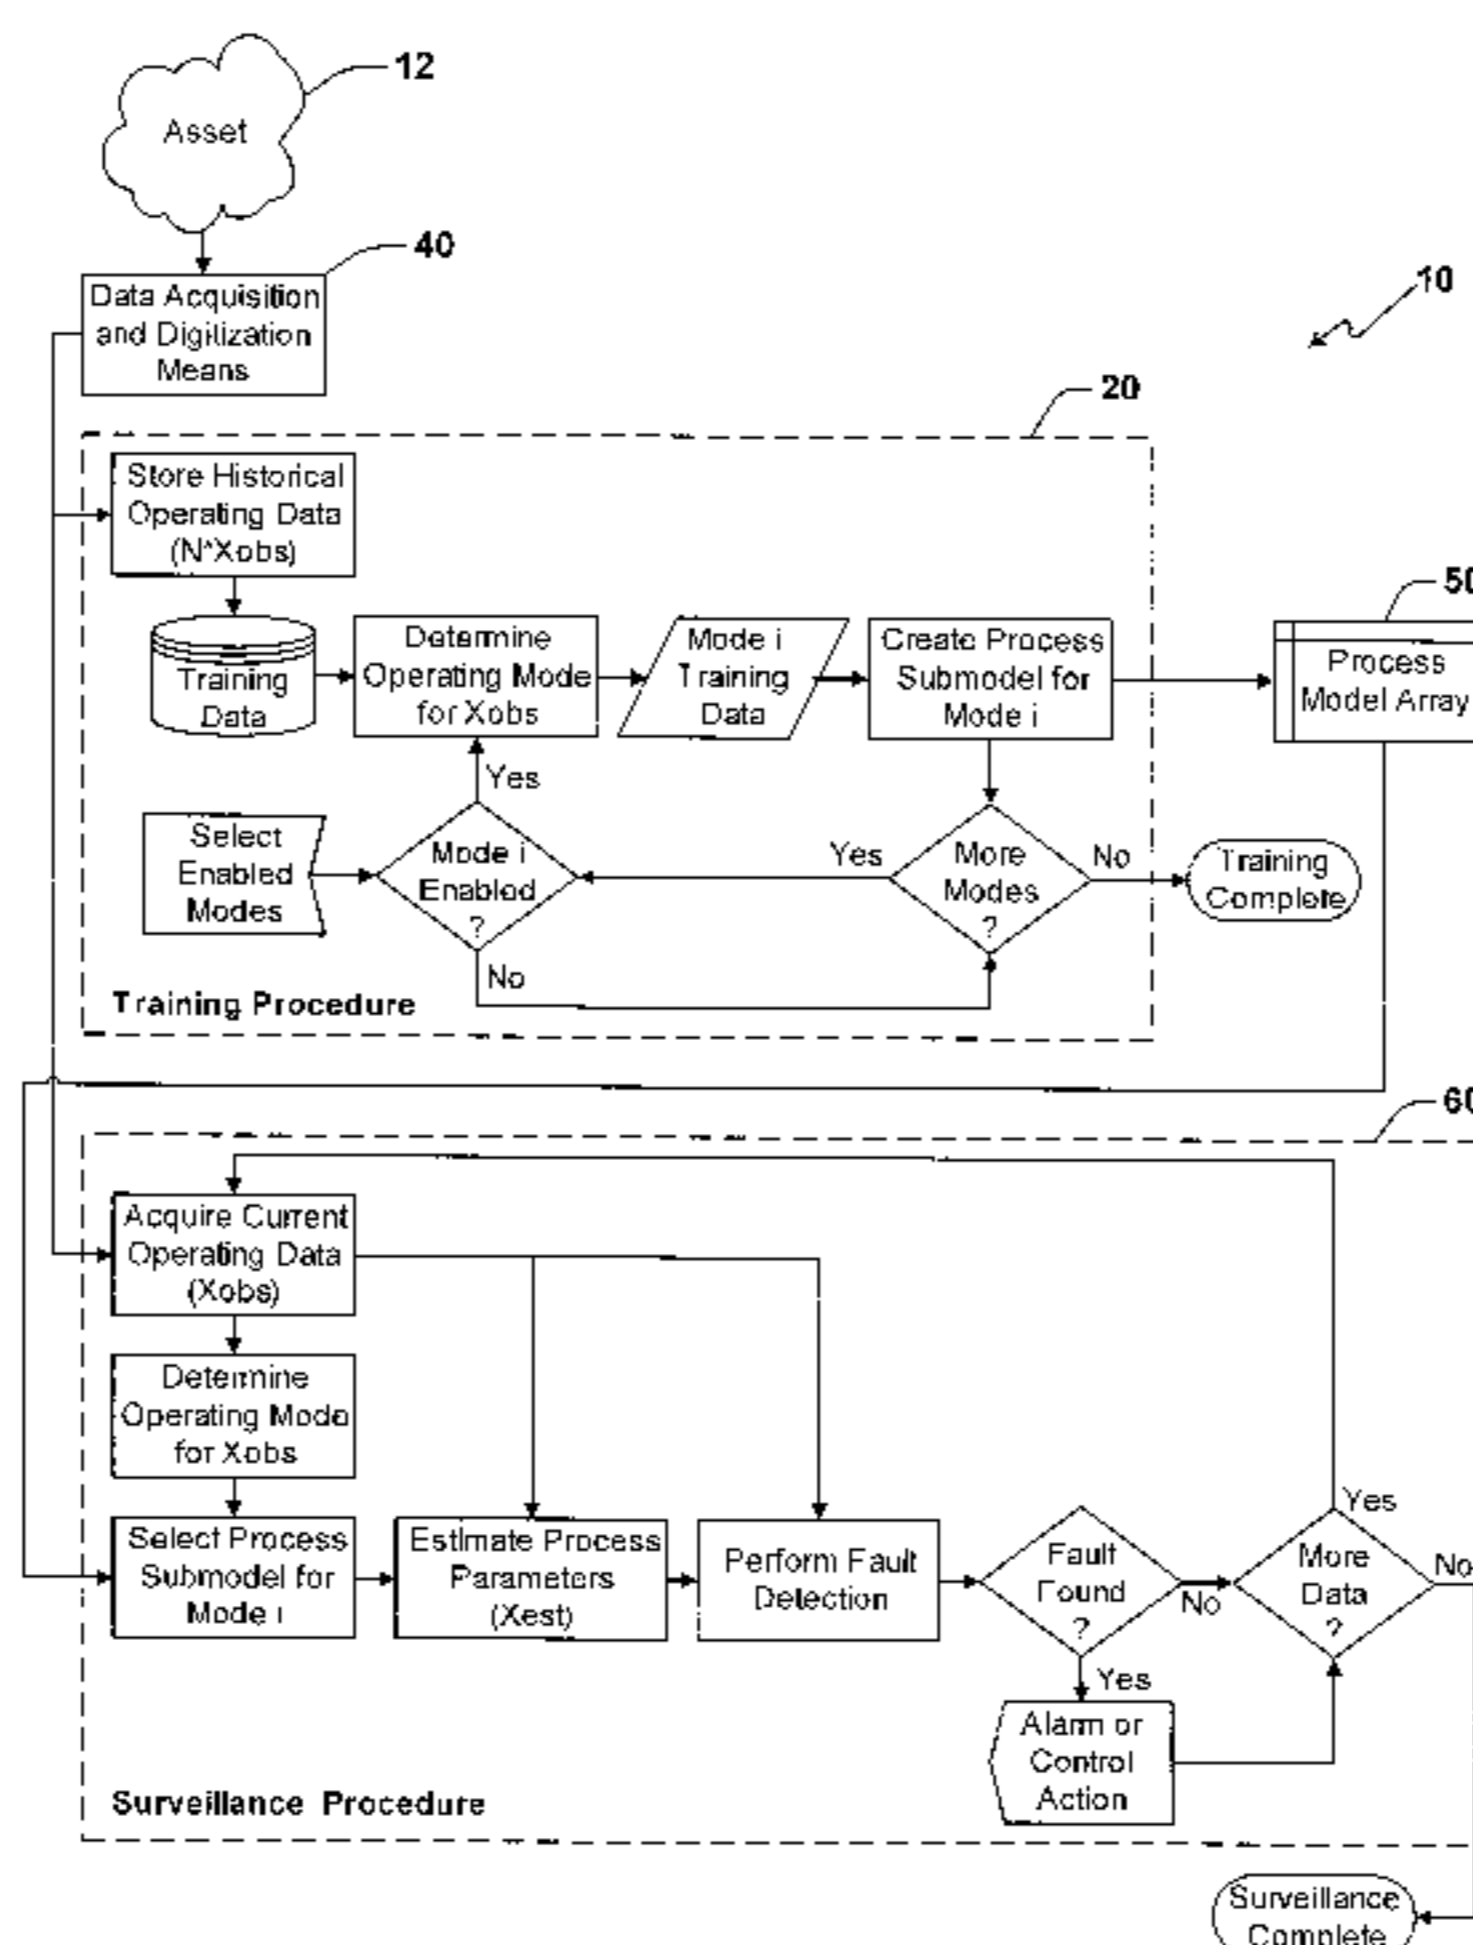 12
Asset
40
Data Acquisition
and Digitization
Means
10
20
Store Historical
Operating Data
(N*Xobs)
Training
Data
Determine
Operating Mode
for Xobs
Mode i
Training
Data
Create Process
Submodel for
Mode i
50
Process
Model Array
Yes
Select
Enabled
Modes
Mode i
Enabled
?
Yes
More
Modes
?
No
Training
Complete
No
Training Procedure
60
Acquire Current
Operating Data
(Xobs)
Determine
Operating Mode
for Xobs
Select Process
Submodel for
Mode i
Estimate Process
Parameters
(Xest)
Perform Fault
Detection
Fault
Found
?
No
Yes
More
Data
?
Yes
No
Alarm or
Control
Action
Surveillance Procedure
Surveillance
Complete